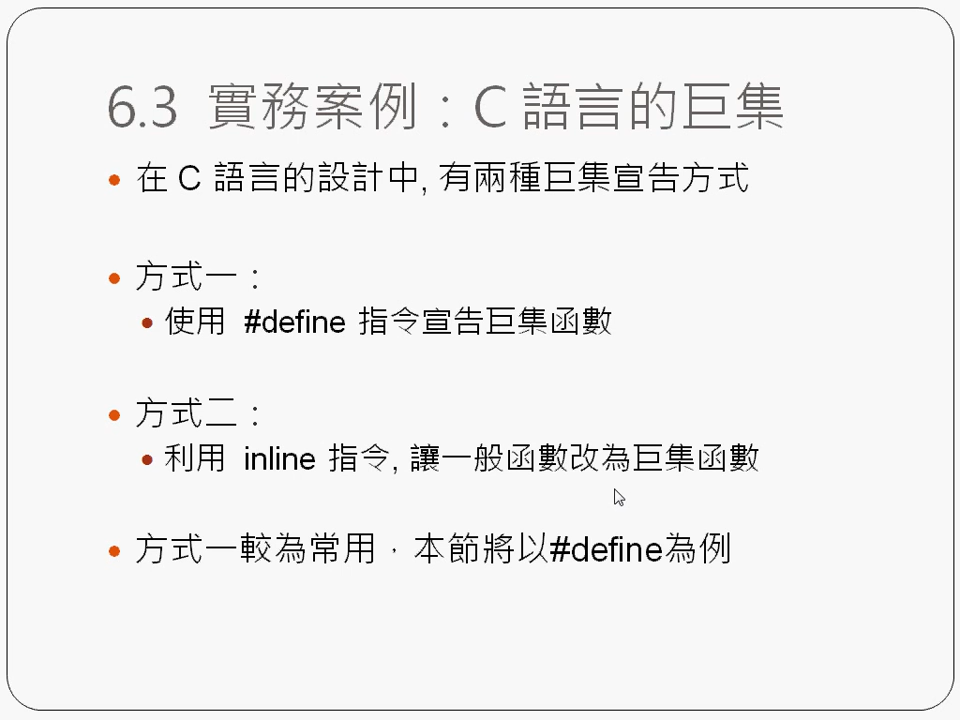 6.3 實務案例：C 語言的巨集
在 C 語言的設計中, 有兩種巨集宣告方式
方式一：
使用 #define 指令宣告巨集函數
方式二：
利用 inline 指令, 讓一般函數改為巨集函數
方式一較為常用，本節將以#define為例